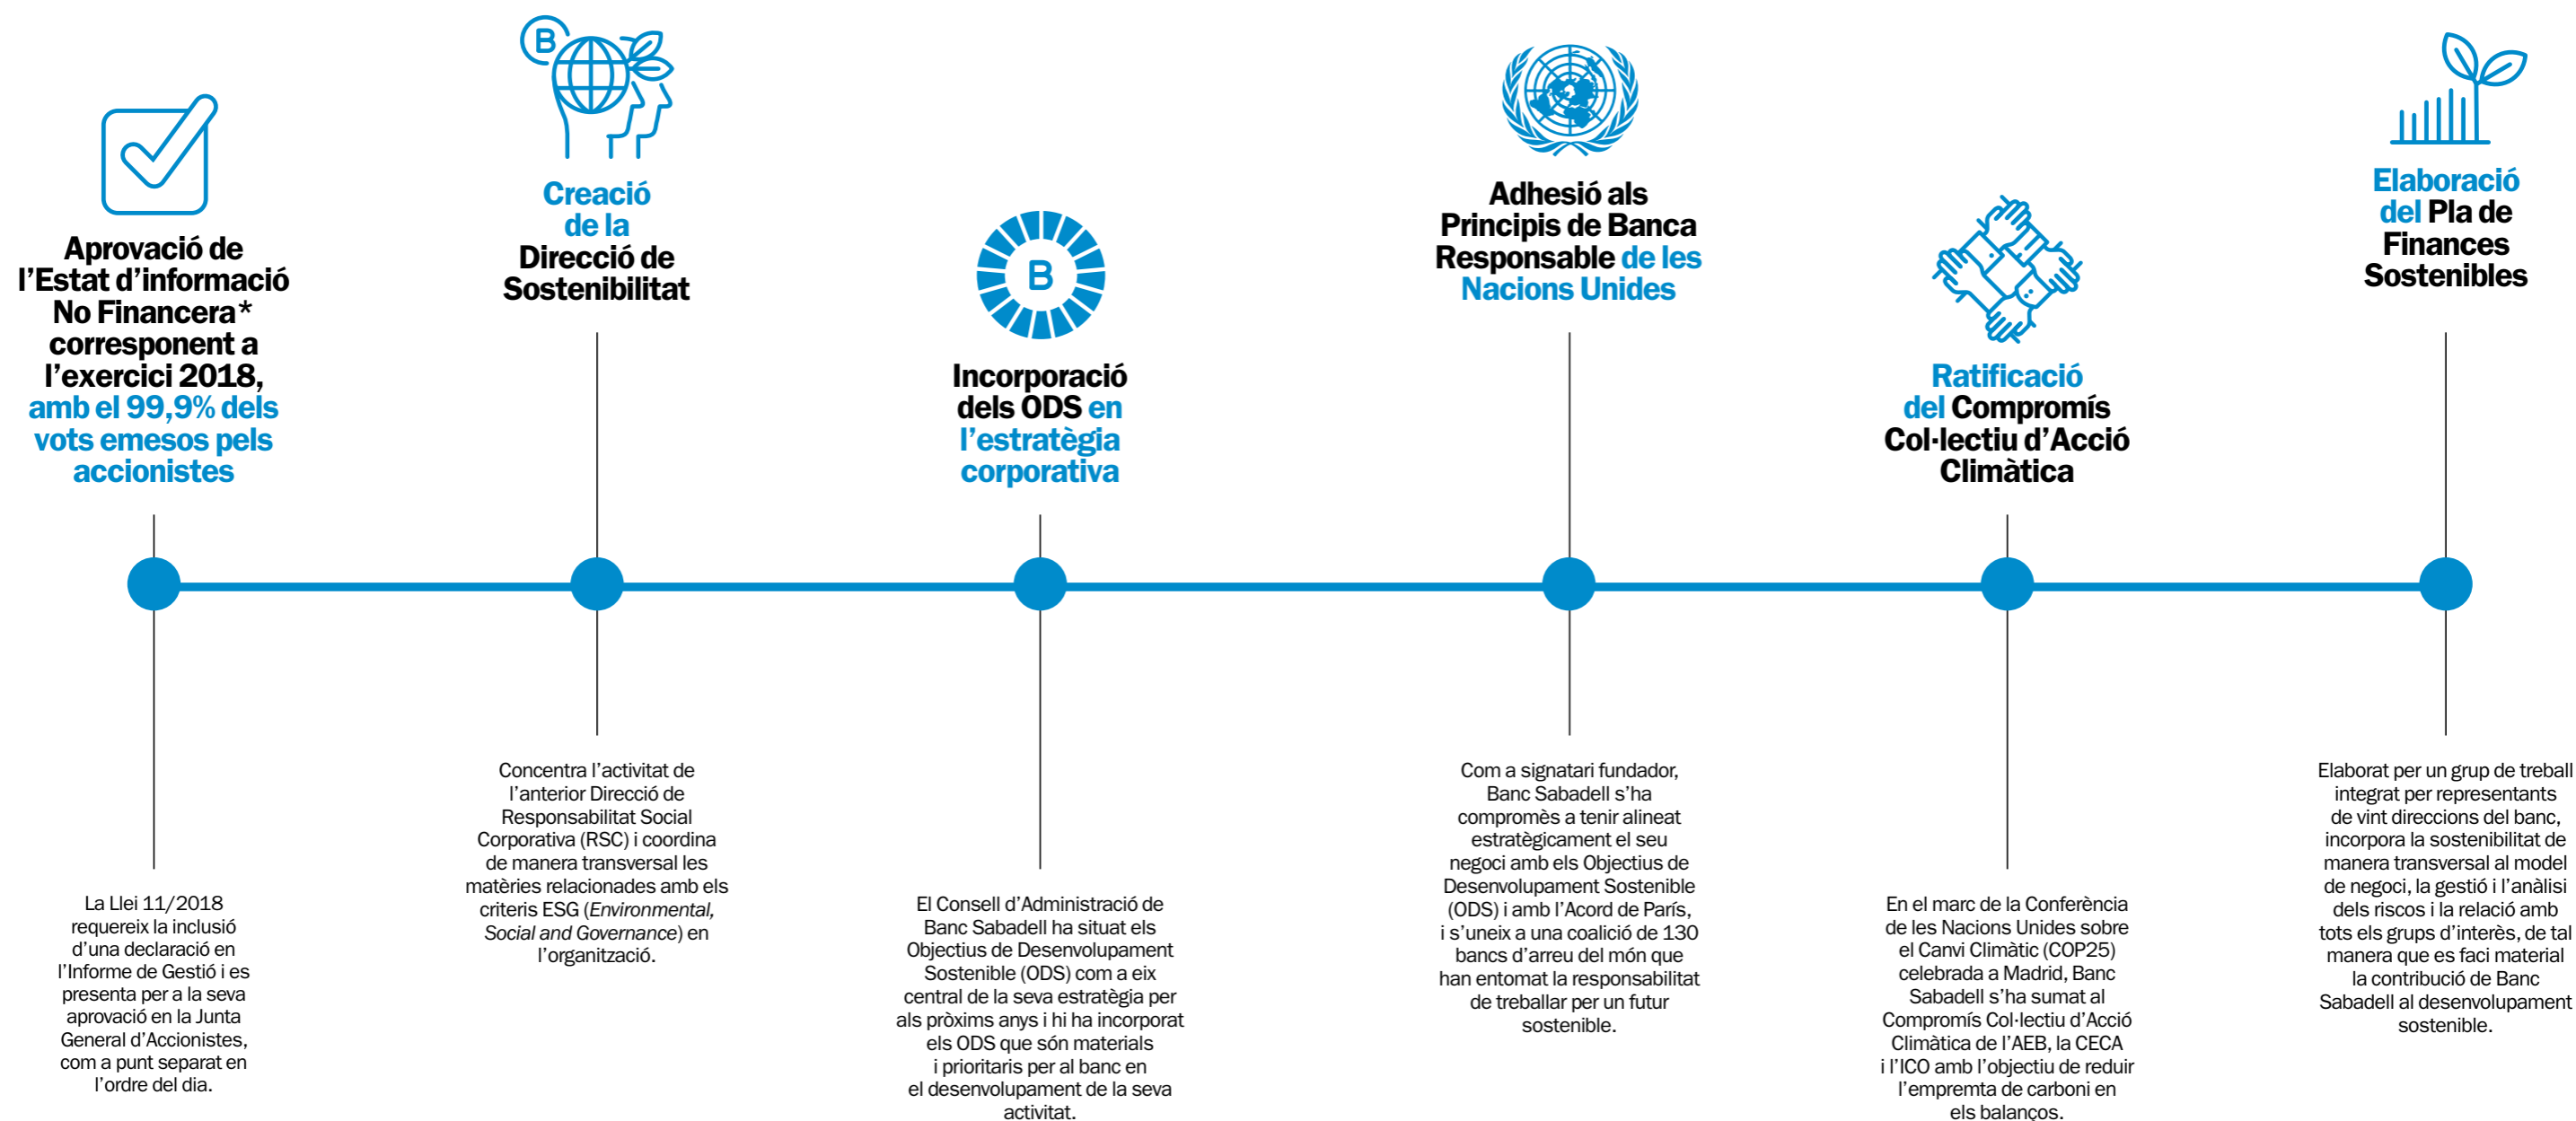 B
Aprovació de
l'Estat d'informació
No Financera*
corresponent a
l'exercici 2018,
amb el 99,9% dels
vots emesos pels
accionistes
La Llei 11/2018
requereix la inclusió
d'una declaració en
l'Informe de Gestió i es
presenta per a la seva
aprovació en la Junta
General d'Accionistes,
com a punt separat en
l'ordre del dia.
Creació
de la
Direcció de
Sostenibilitat
Concentra l'activitat de
l'anterior Direcció de
Responsabilitat Social
Corporativa (RSC) i coordina
de manera transversal les
matèries relacionades amb els
criteris ESG (Environmental,
Social and Governance) en
l'organització.
B
Incorporació
dels ODS en
l'estratègia
corporativa
El Consell d'Administració de
Banc Sabadell ha situat els
Objectius de Desenvolupament
Sostenible (ODS) com a eix
central de la seva estratègia per
als pròxims anys i hi ha incorporat
els ODS que són materials
i prioritaris per al banc en
el desenvolupament de la seva
activitat.
Adhesió als
Principis de Banca
Responsable de les
Nacions Unides
Com a signatari fundador,
Banc Sabadell s'ha
compromès a tenir alineat
estratègicament el seu
negoci amb els Objectius de
Desenvolupament Sostenible
(ODS) i amb l'Acord de París,
i s'uneix a una coalició de 130
bancs d'arreu del món que
han entomat la responsabilitat
de treballar per un futur
sostenible.
Ratificació
del Compromís
Col·lectiu d'Acció
Climàtica
En el marc de la Conferència
de les Nacions Unides sobre
el Canvi Climàtic (COP25)
celebrada a Madrid, Banc
Sabadell s'ha sumat al
Compromís Col·lectiu d'Acció
Climàtica de l'AEB, la CECA
i l'ICO amb l'objectiu de reduir
l'empremta de carboni en
els balanços.
Elaboració
del Pla de
Finances
Sostenibles
Elaborat per un grup de treball
integrat per representants
de vint direccions del banc,
incorpora la sostenibilitat de
manera transversal al model
de negoci, la gestió i l'anàlisi
dels riscos i la relació amb
tots els grups d'interès, de tal
manera que es faci material
la contribució de Banc
Sabadell al desenvolupament
sostenible.